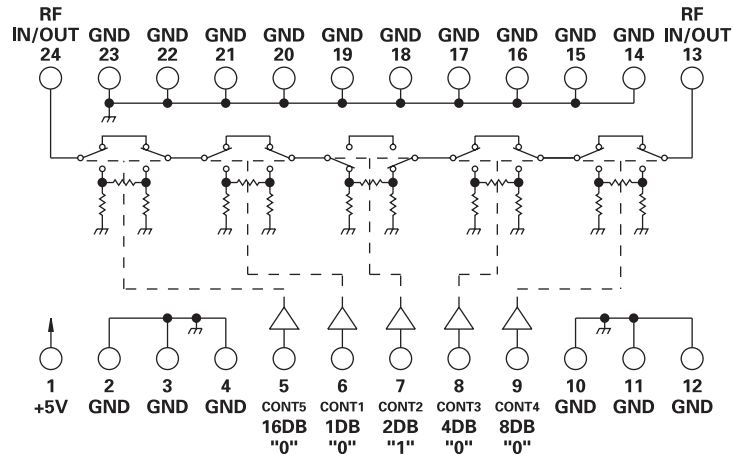 RF RF
IN/OUT GND GND GND GND GND GND GND GND GND GND IN/OUT
24 23 22 21 20 19 18 17 16 15 14 13
1 2 3 4 5 6 7 8 9 10 11 12
+5V GND GND GND CONT5 CONT1 CONT2 CONT3 CONT4 GND GND GND
16DB 1DB 2DB 4DB 8DB
"0" "0" "1" "0" "0"